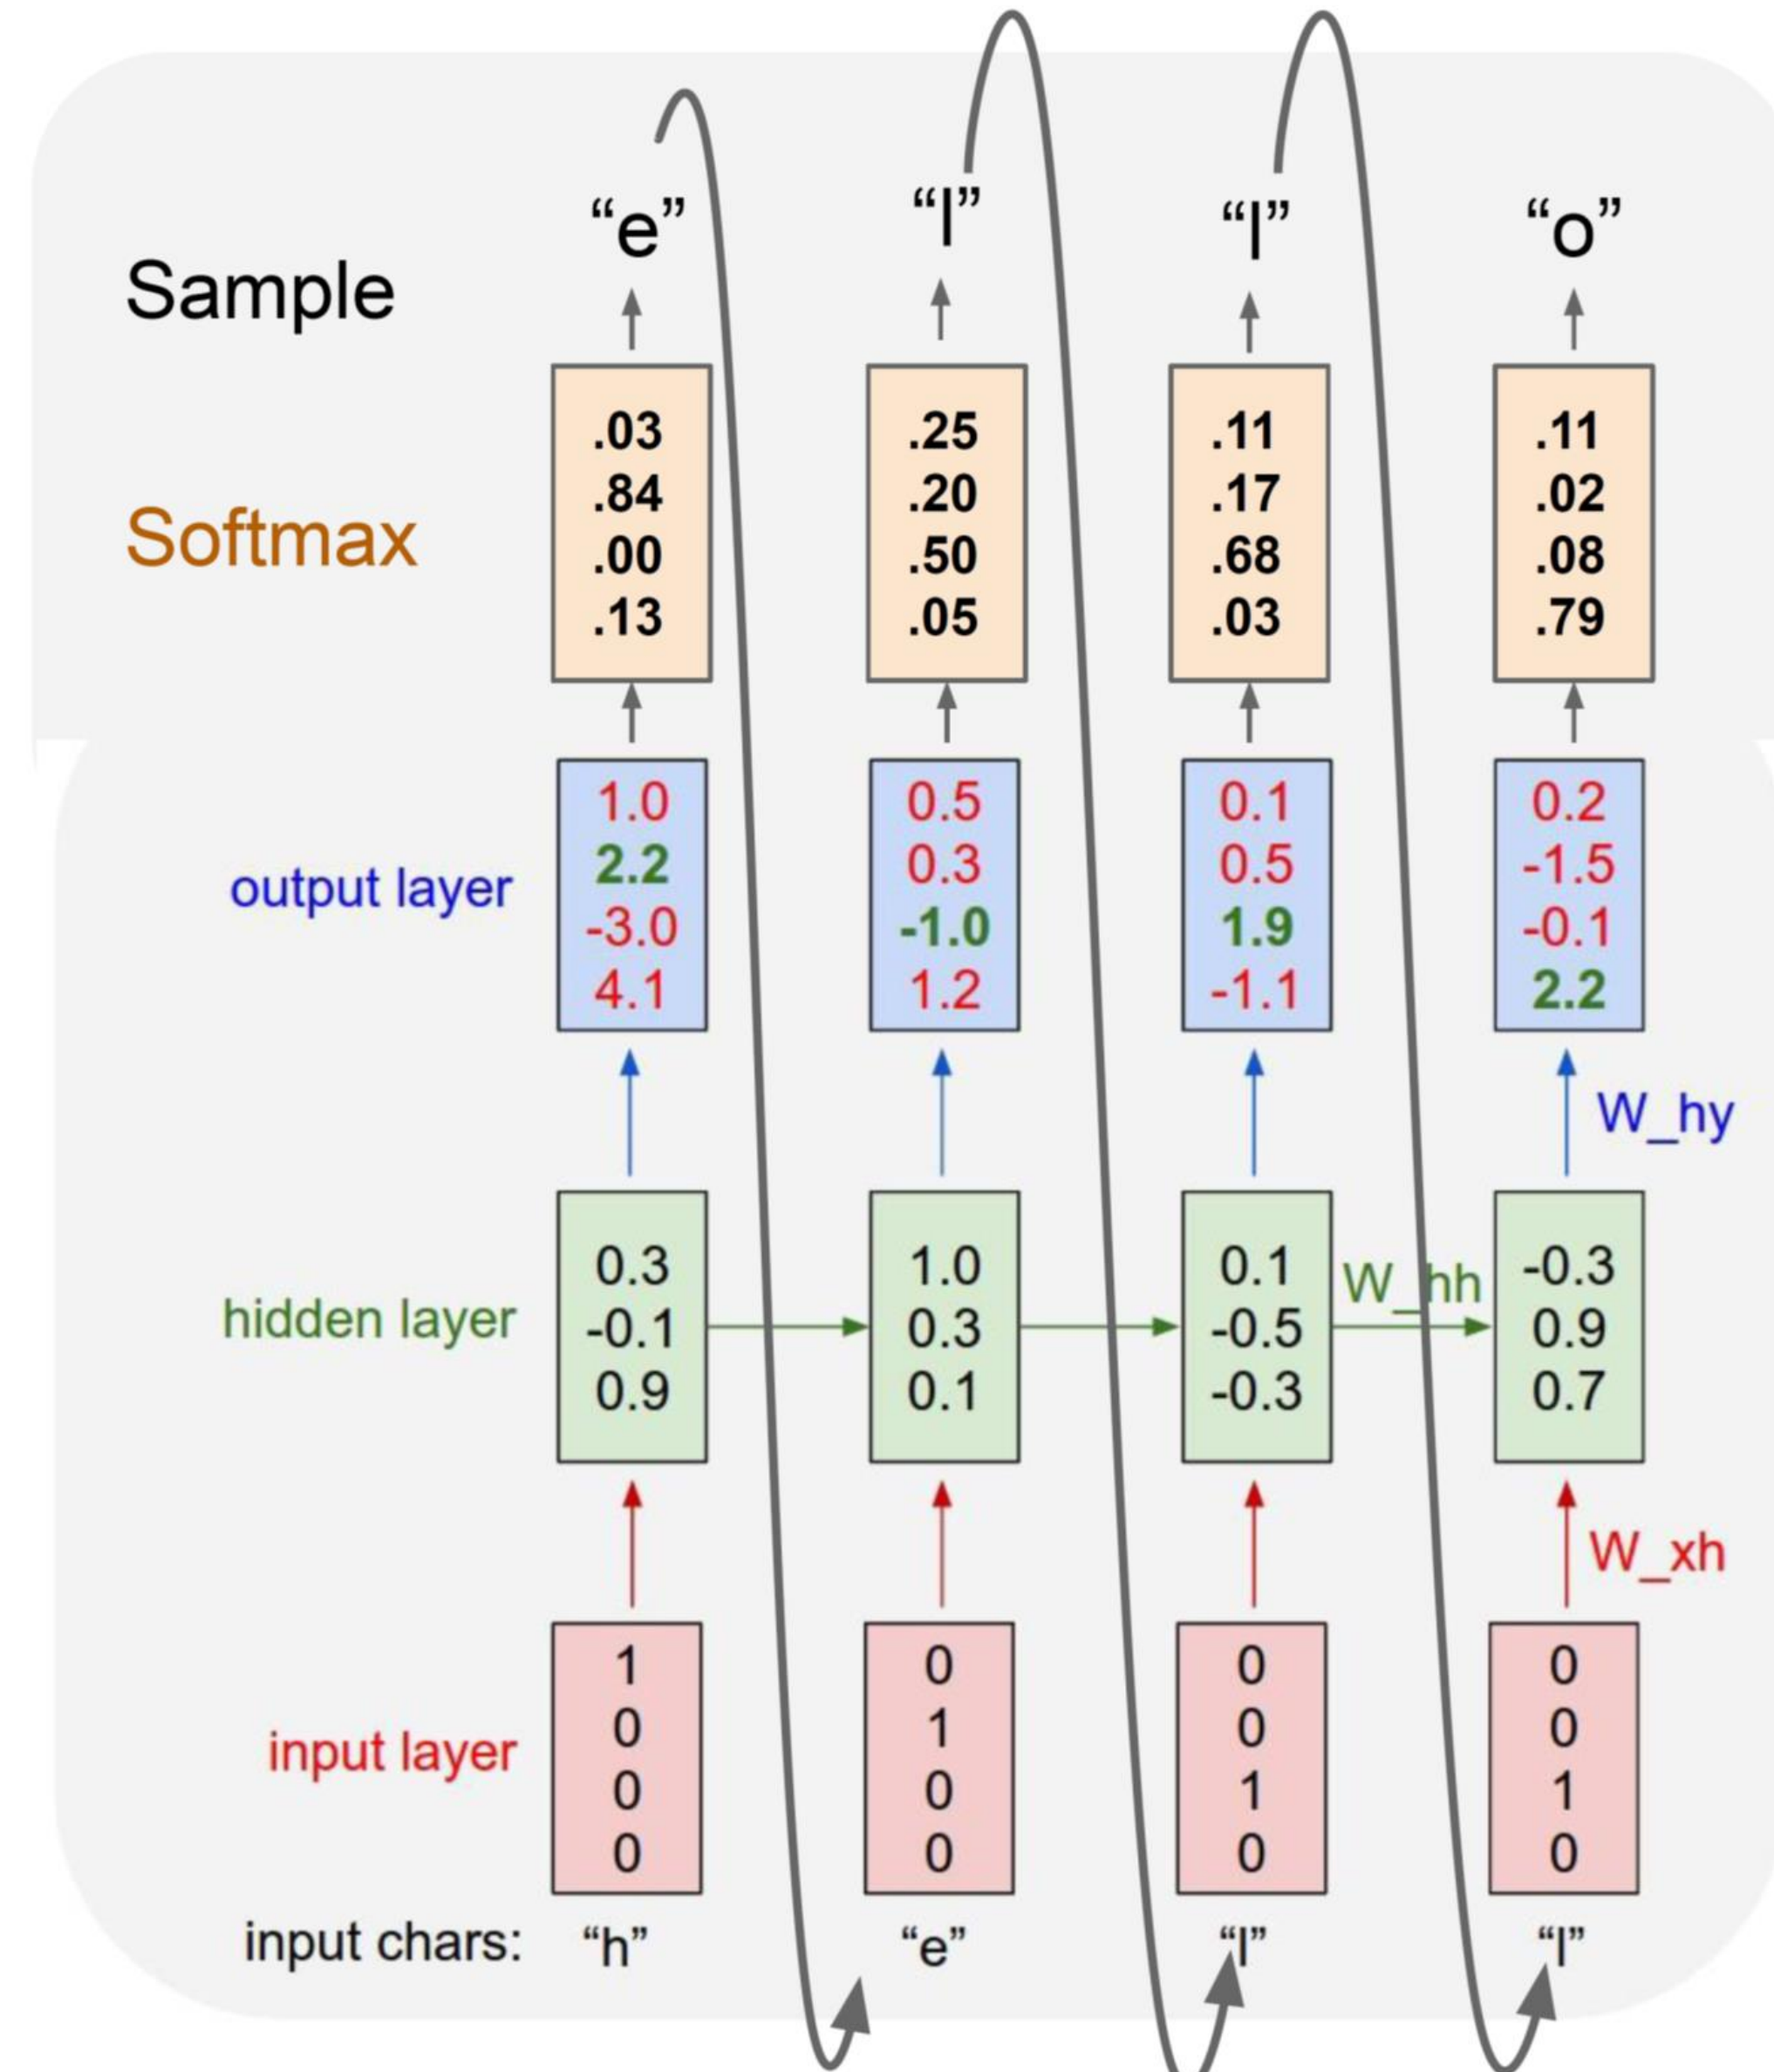 “e” “l” “l” “o”
Sample
.03 .25 .11 .11
.84 .20 .17 .02
Softmax
.00 .50 .68 .08
.13 .05 .03 .79
1.0 0.5 0.1 0.2
2.2 0.3 0.5 -1.5
output layer
-3.0 -1.0 1.9 -0.1
4.1 1.2 -1.1 2.2
W_hy
0.3 1.0 0.1 W_hh -0.3
hidden layer -0.1 0.3 -0.5 0.9
0.9 0.1 -0.3 0.7
W_xh
1 0 0 0
0 1 0 0
input layer
0 0 1 1
0 0 0 0
input chars: “h” “e” “l” “l”